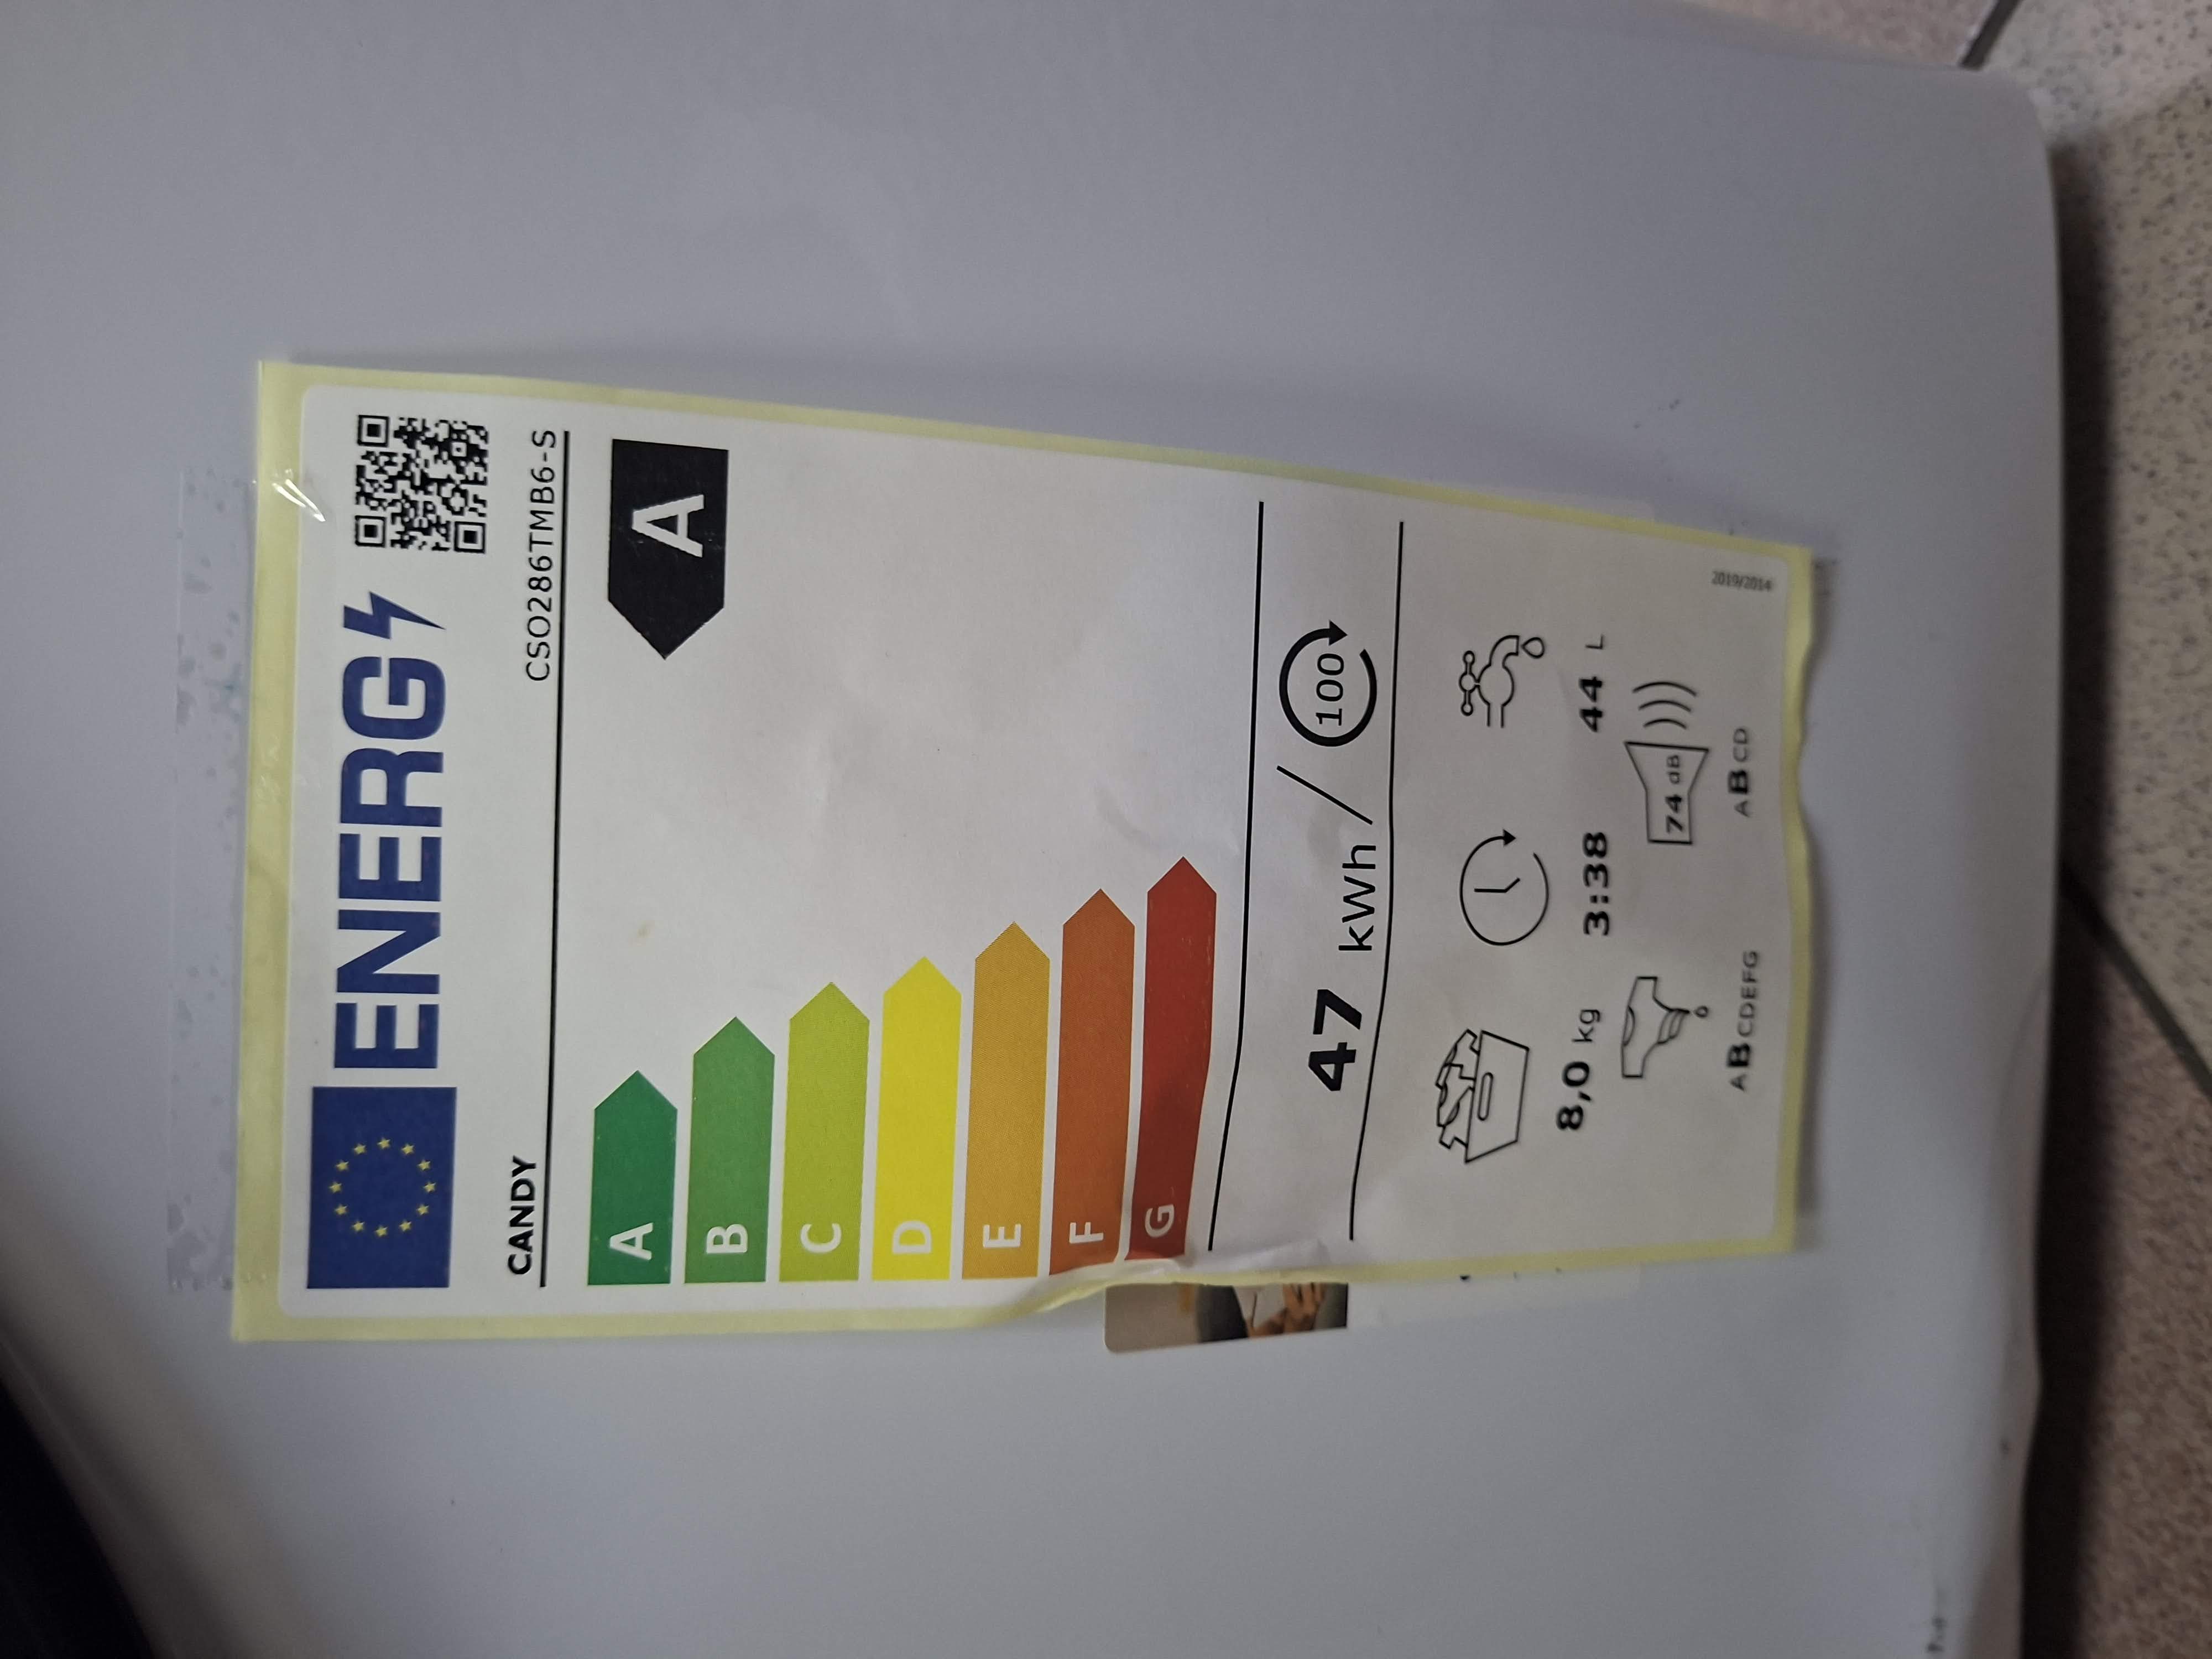 ENERG
CANDY CSO286TMB6-S
A A
B
C
D
E
F
G
47 kWh / 100
8,0 kg 3:38 44 L
74 dB
ABCDEFG ABCD
2019/2014